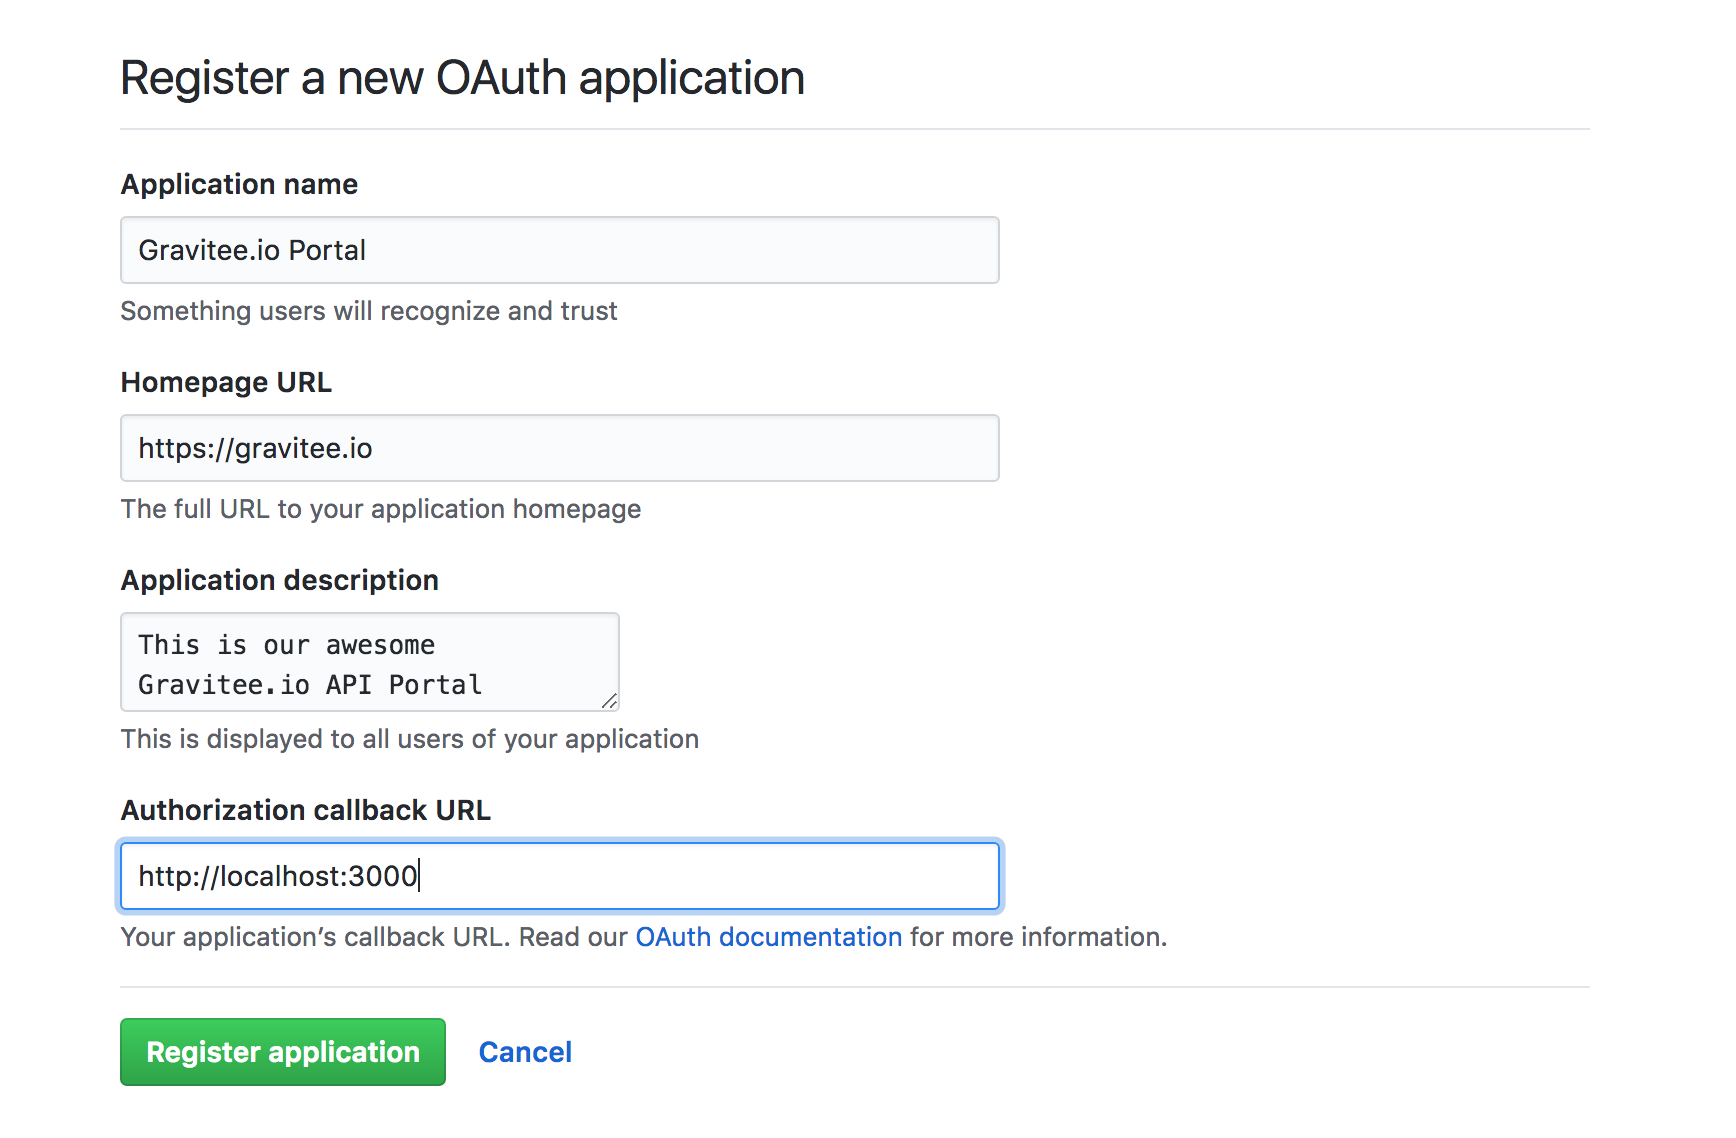 Register a new OAuth application
Application name
Gravitee.io Portal
Something users will recognize and trust
Homepage URL
https://gravitee.io
The full URL to your application homepage
Application description
This is our awesome
Gravitee.io API Portal
This is displayed to all users of your application
Authorization callback URL
http://localhost:3000
Your application’s callback URL. Read our OAuth documentation for more information.
Register application Cancel